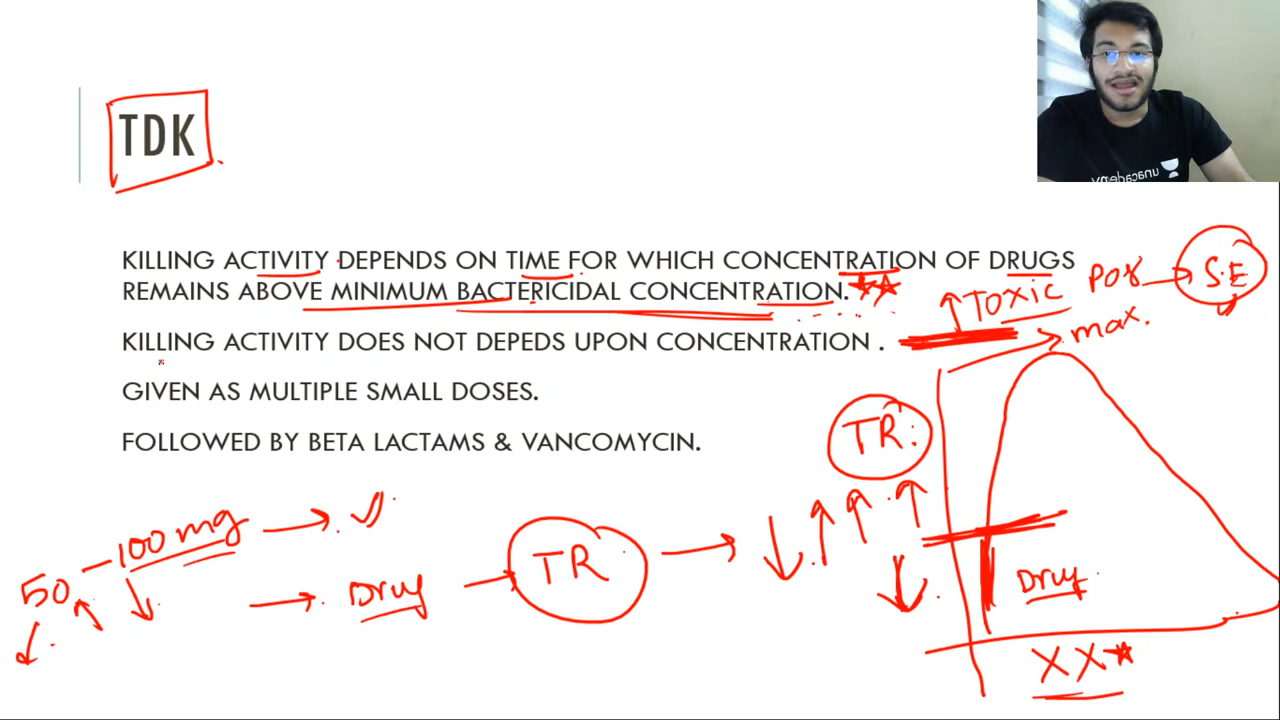 TDK
KILLING ACTIVITY DEPENDS ON TIME FOR WHICH CONCENTRATION OF DRUGS
REMAINS ABOVE MINIMUM BACTERICIDAL CONCENTRATION.
KILLING ACTIVITY DOES NOT DEPEDS UPON CONCENTRATION .
GIVEN AS MULTIPLE SMALL DOSES.
FOLLOWED BY BETA LACTAMS & VANCOMYCIN.
↑ Toxic
S.E
max.
TR:
50 – 100 mg → ✓
→ Drug → TR → ↓ ↑ ↑ ↑
Drug
XX
unacademy